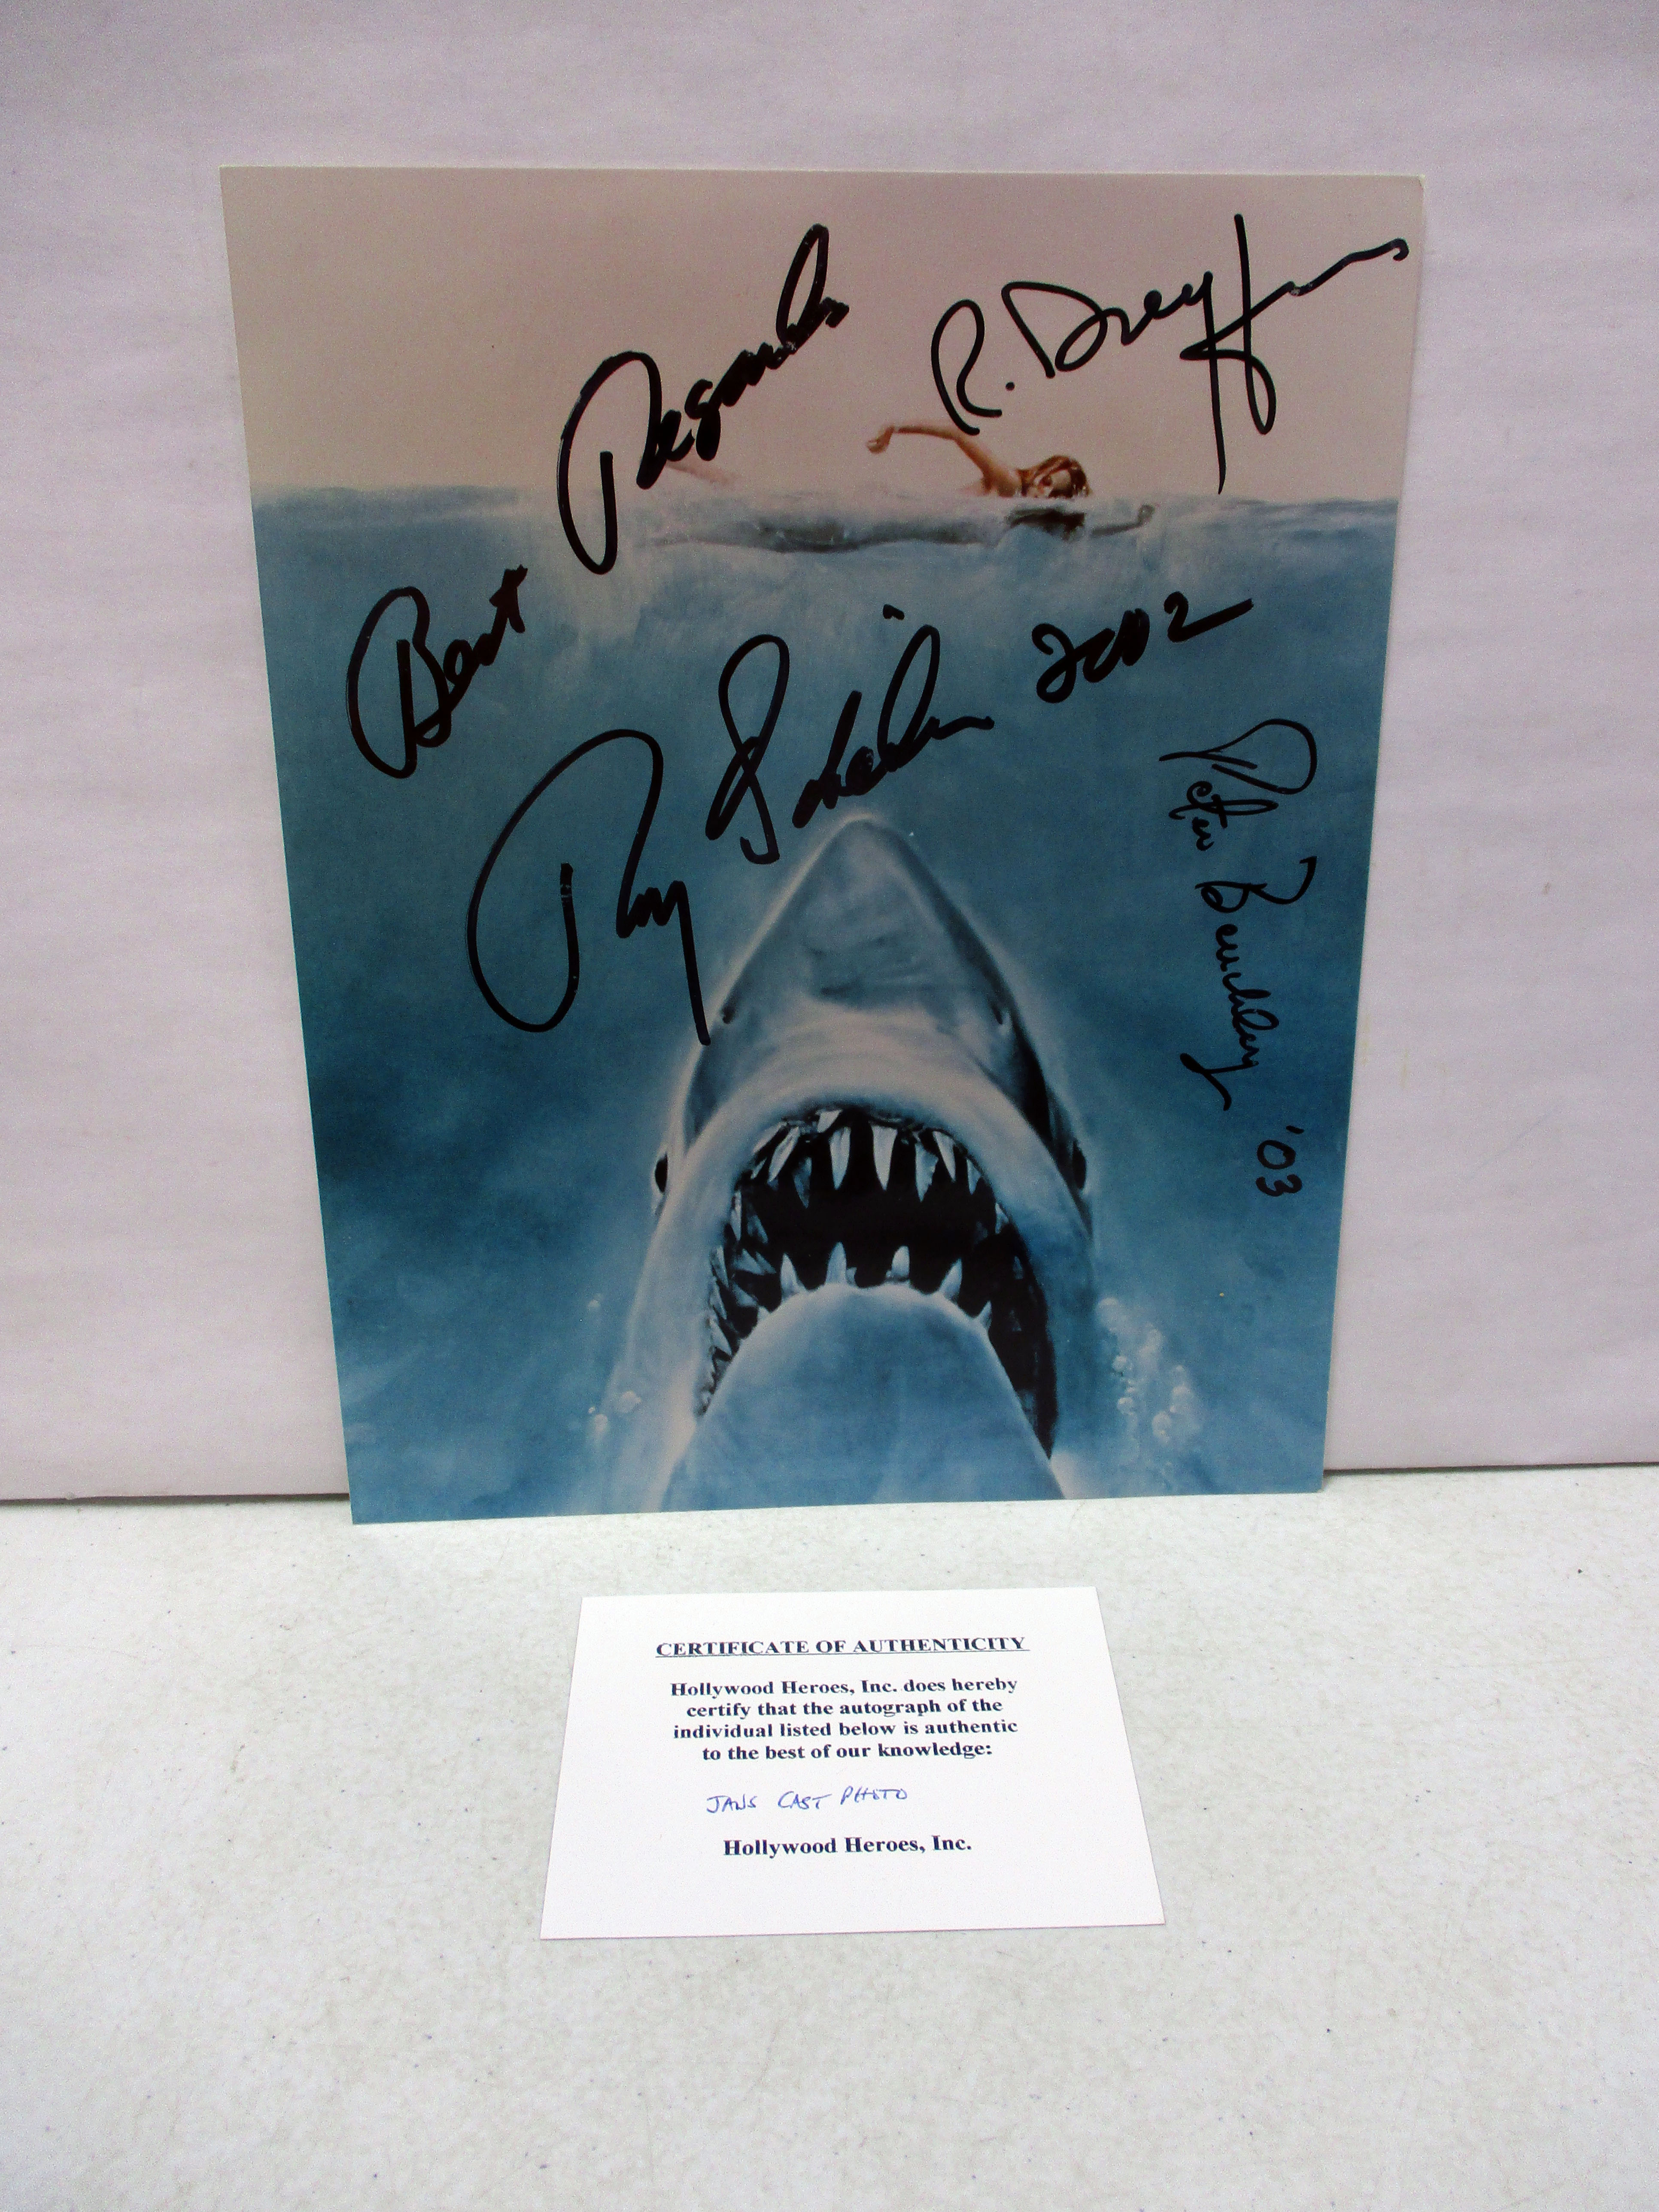 Best Regards
R. Dreyfuss
Roy Scheider 2002
Peter Benchley '03
CERTIFICATE OF AUTHENTICITY
Hollywood Heroes, Inc. does hereby
certify that the autograph of the
individual listed below is authentic
to the best of our knowledge:
JAWS CAST PHOTO
Hollywood Heroes, Inc.